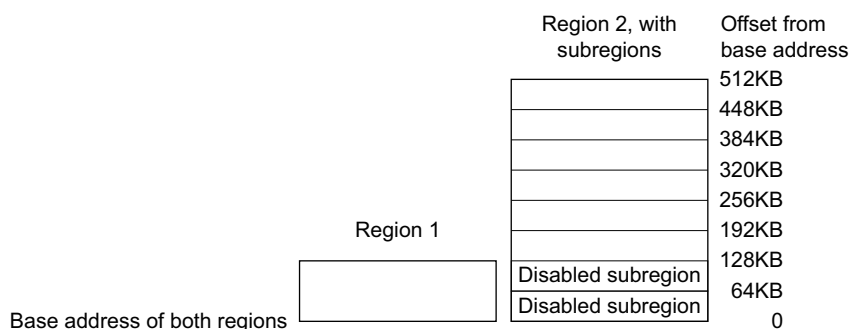 Region 2, with
subregions
Offset from
base address
512KB
448KB
384KB
320KB
256KB
192KB
Region 1
128KB
Disabled subregion
64KB
Disabled subregion
Base address of both regions
0